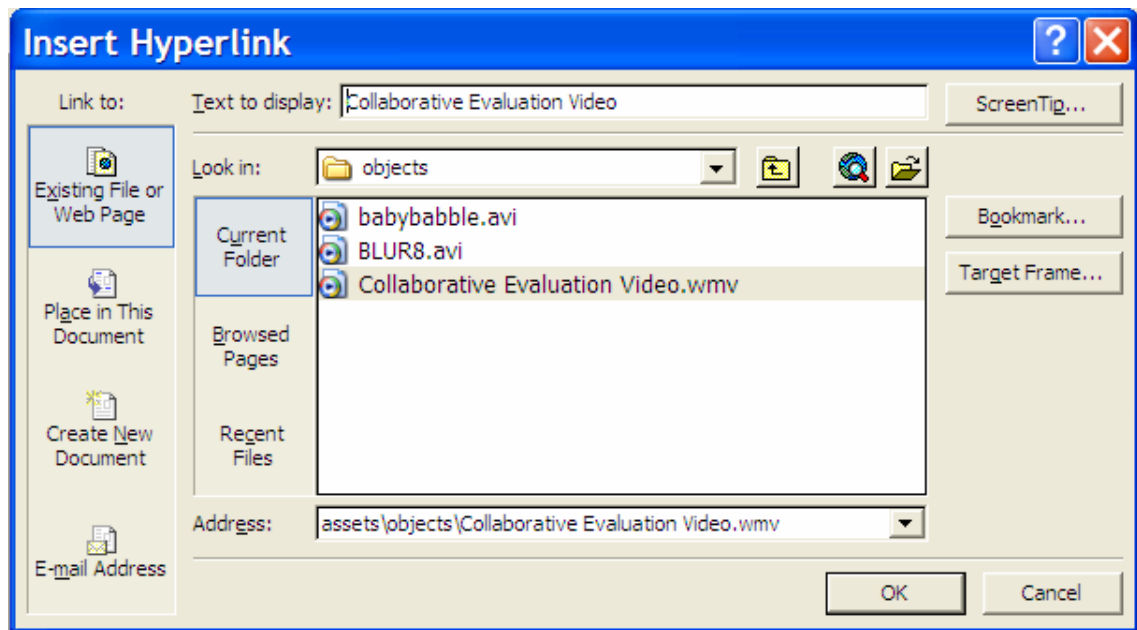 Insert Hyperlink
?
Link to:
Text to display: Collaborative Evaluation Video
ScreenTip...
Existing File or
Web Page
Look in: objects
Current
Folder
babybabble.avi
BLUR8.avi
Collaborative Evaluation Video.wmv
Bookmark...
Target Frame...
Place in This
Document
Browsed
Pages
Create New
Document
Recent
Files
Address: assets\objects\Collaborative Evaluation Video.wmv
E-mail Address
OK Cancel